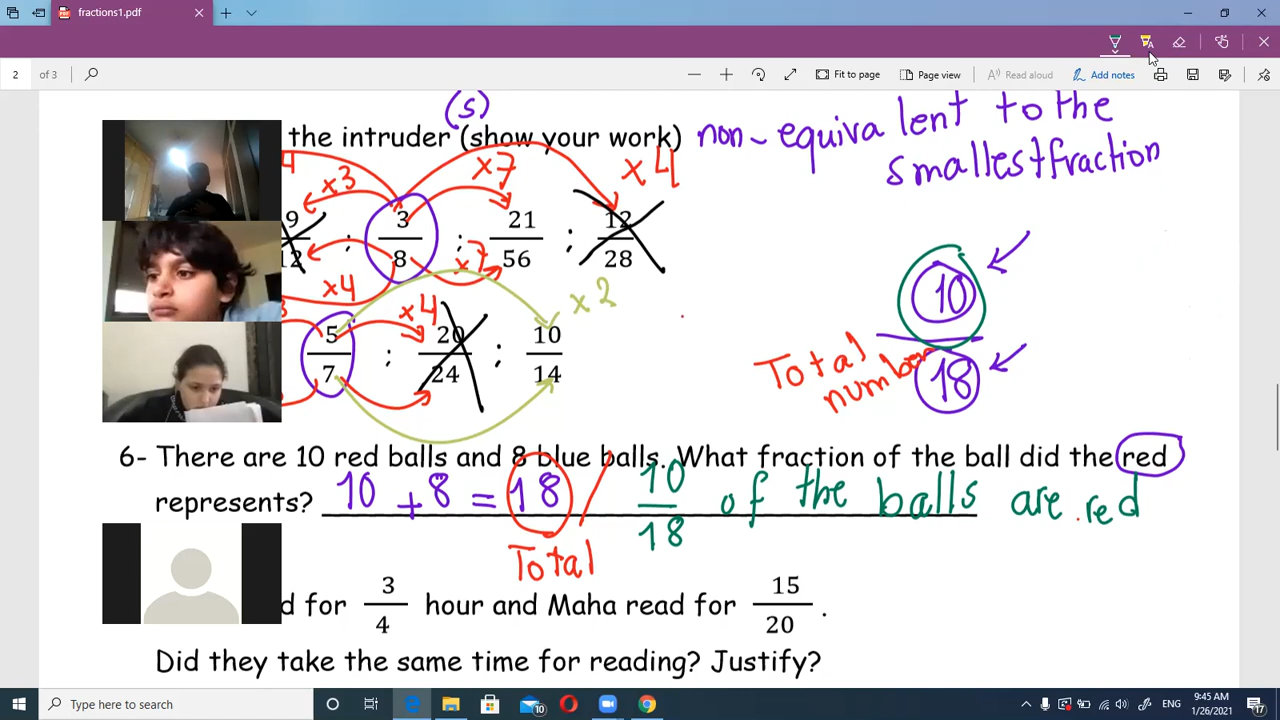 fractions1.pdf
2 of 3
Fit to page
Page view
Read aloud
Add notes
(s)
the intruder (show your work) non-equivalent to the
smallest fraction
4 x3 x7 x4
9 ; 3 ; 21 ; 12
12 8 56 28
x4 x7 x2
x4
5 ; 20 ; 10
7 24 14
10
Total number 18
6- There are 10 red balls and 8 blue balls. What fraction of the ball did the red
represents? 10 + 8 = 18 / 10/18 of the balls are red
Total
d for 3/4 hour and Maha read for 15/20 .
Did they take the same time for reading? Justify?
Type here to search
10
ENG
9:45 AM
1/26/2021
17